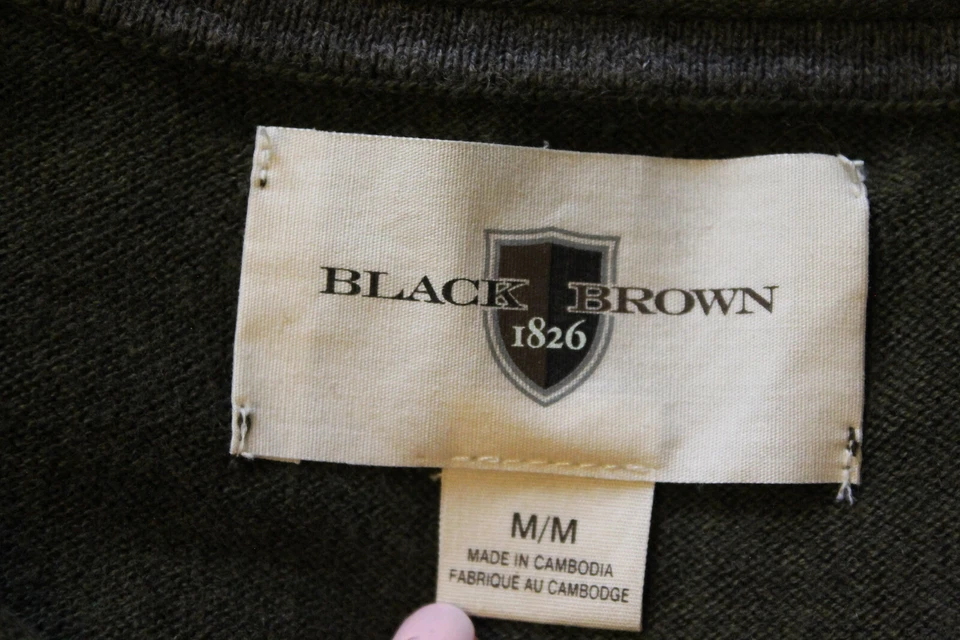 BLACK BROWN
1826
M/M
MADE IN CAMBODIA
FABRIQUÉ AU CAMBODGE